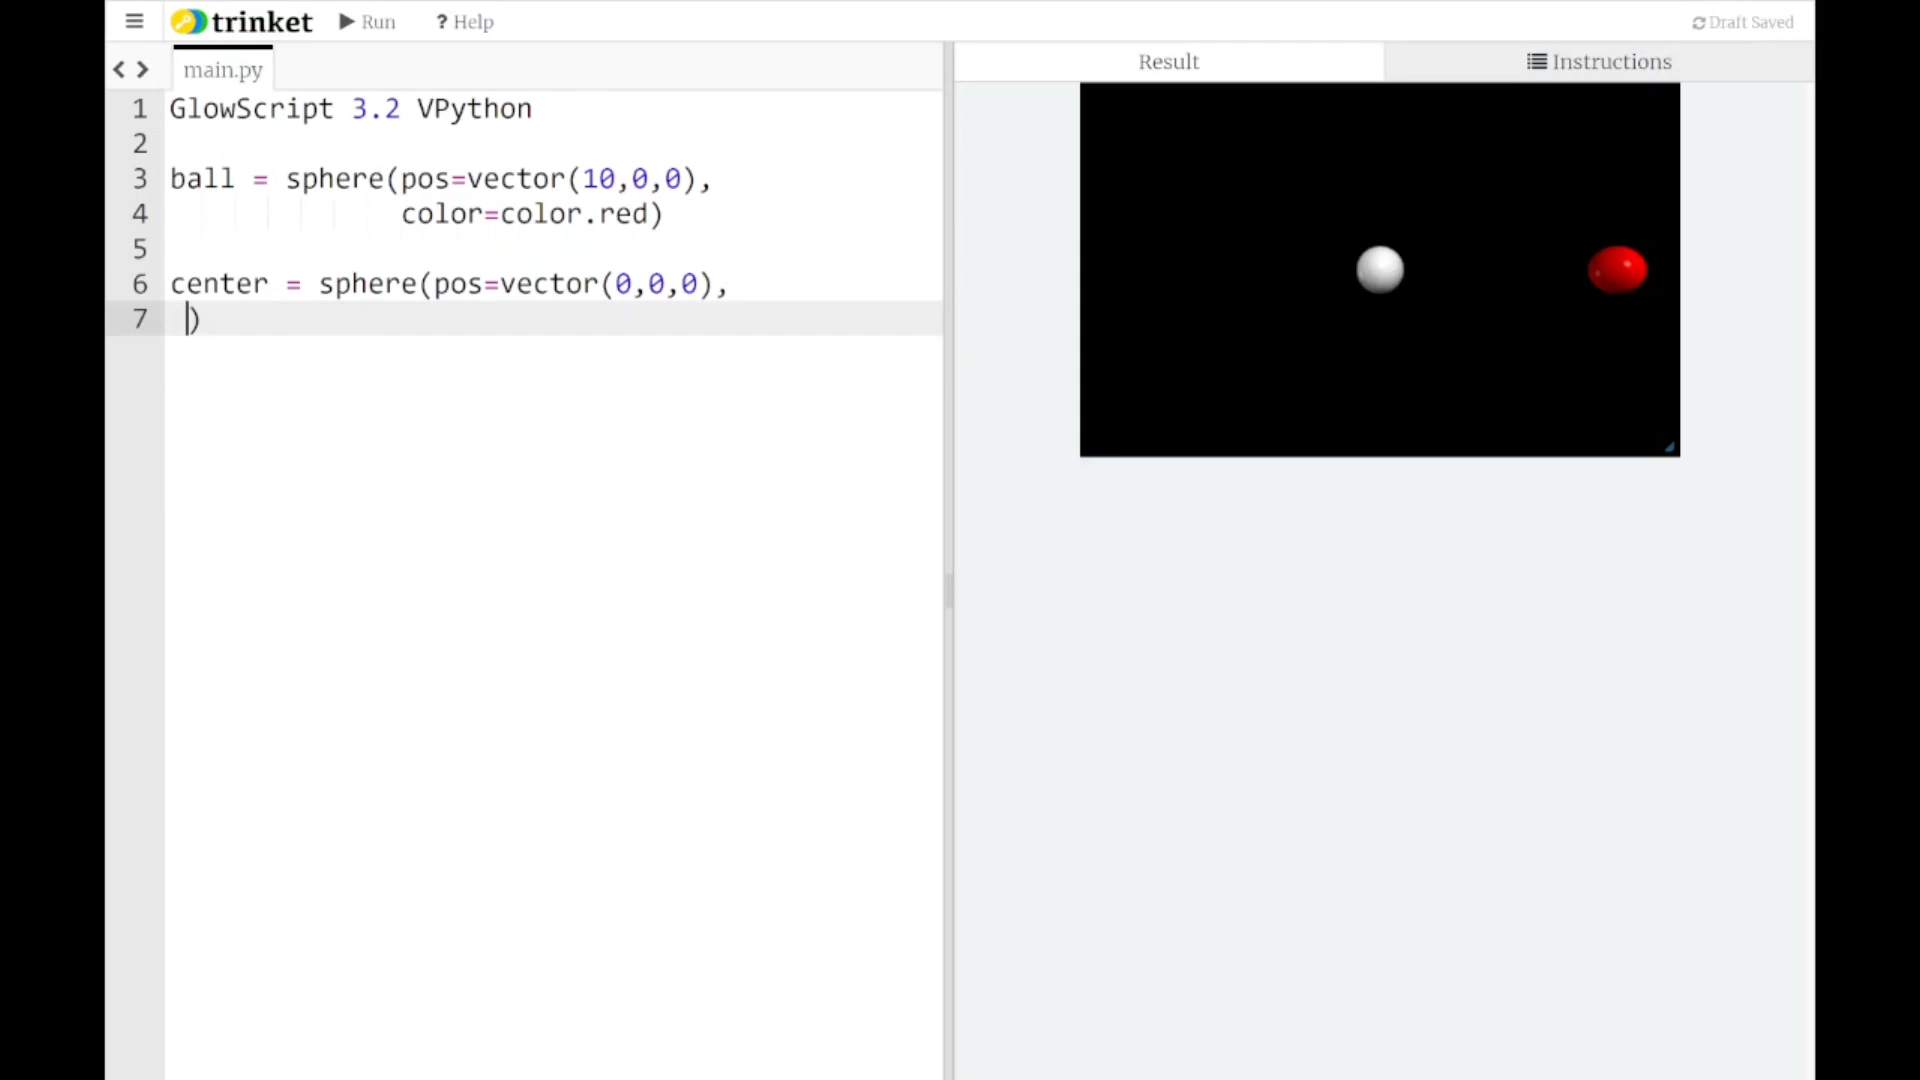 trinket Run ? Help Draft Saved
main.py
Result Instructions
1 GlowScript 3.2 VPython
2
3 ball = sphere(pos=vector(10,0,0),
4 color=color.red)
5
6 center = sphere(pos=vector(0,0,0),
7 )